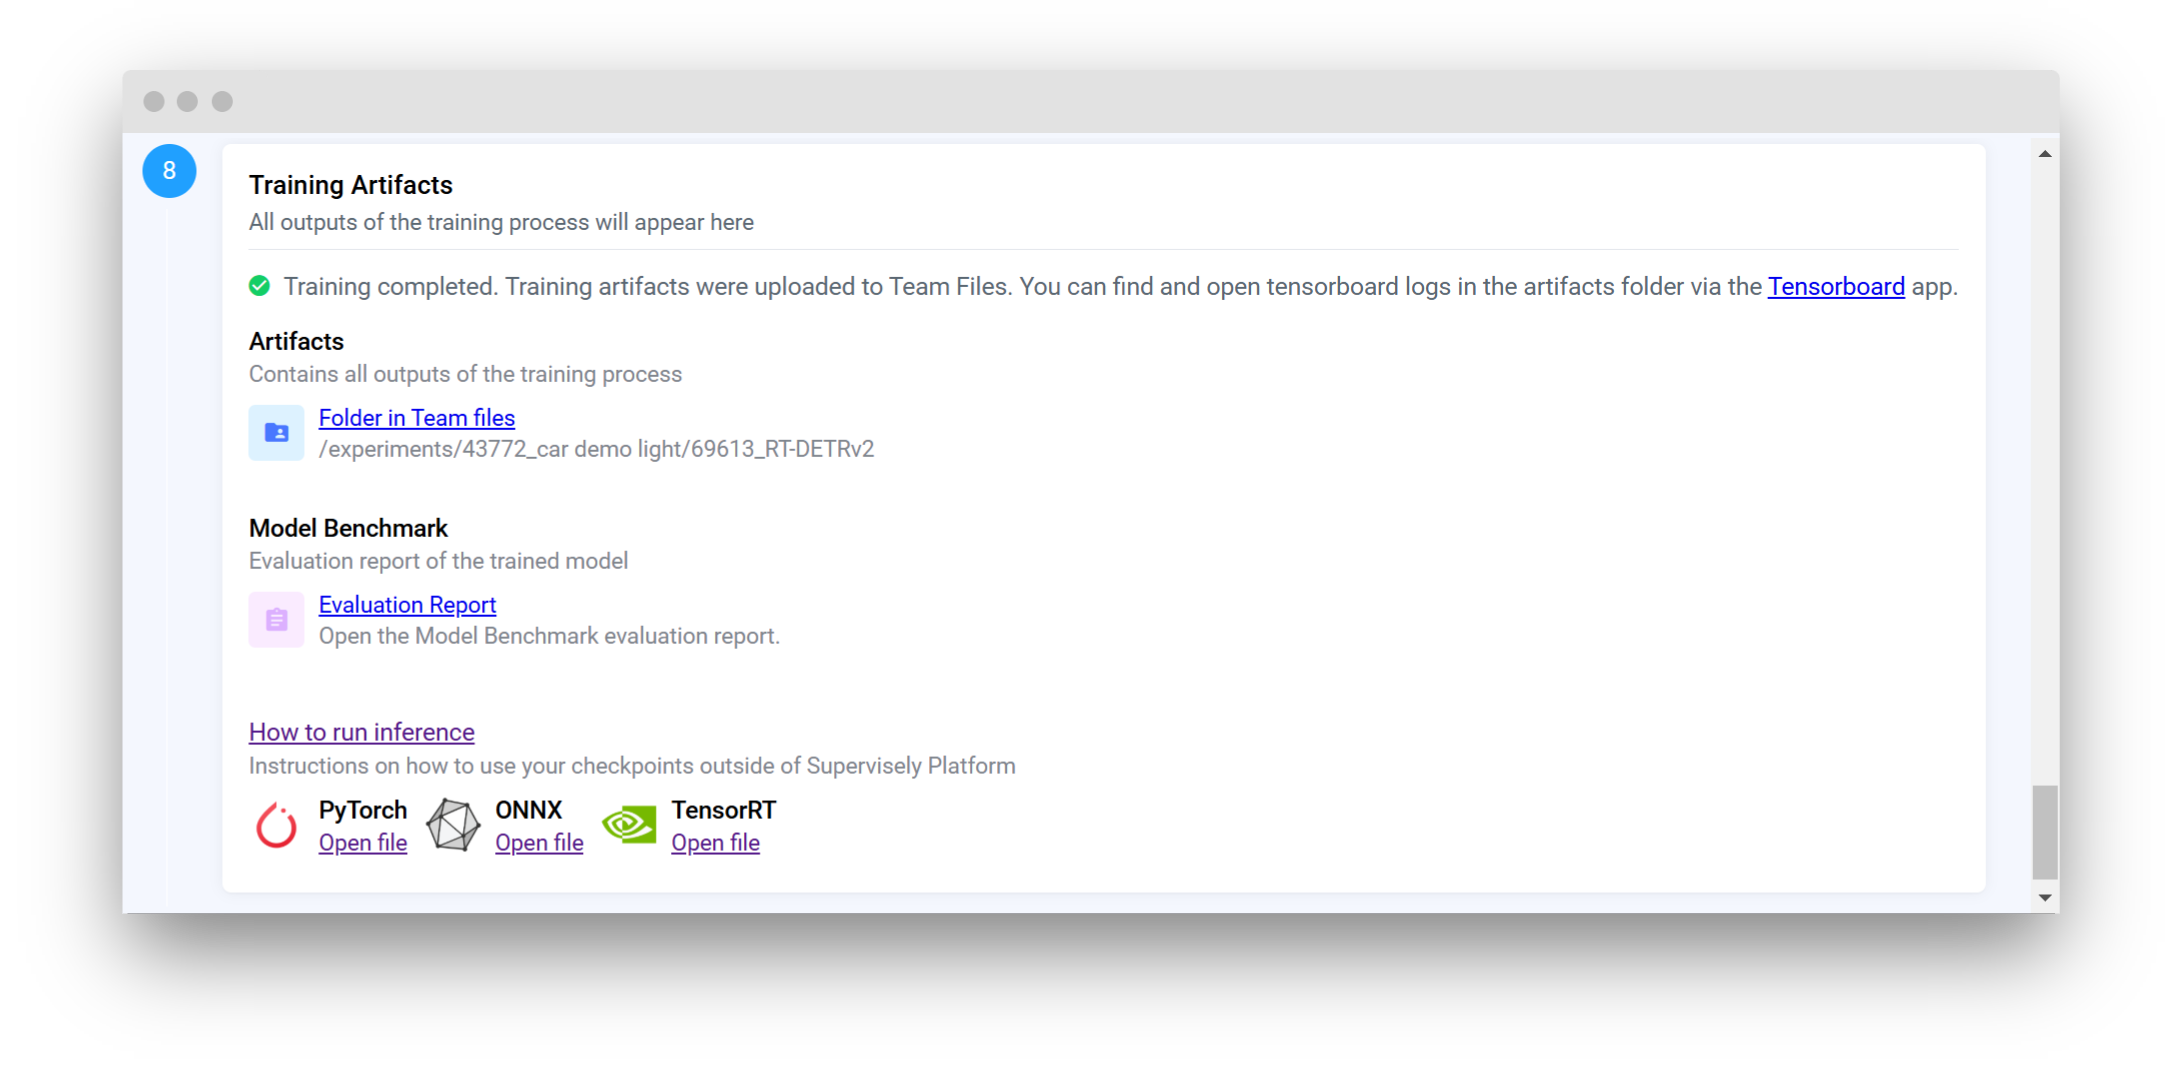 8
Training Artifacts
All outputs of the training process will appear here
Training completed. Training artifacts were uploaded to Team Files. You can find and open tensorboard logs in the artifacts folder via the Tensorboard app.
Artifacts
Contains all outputs of the training process
Folder in Team files
/experiments/43772_car demo light/69613_RT-DETRv2
Model Benchmark
Evaluation report of the trained model
Evaluation Report
Open the Model Benchmark evaluation report.
How to run inference
Instructions on how to use your checkpoints outside of Supervisely Platform
PyTorch ONNX TensorRT
Open file Open file Open file